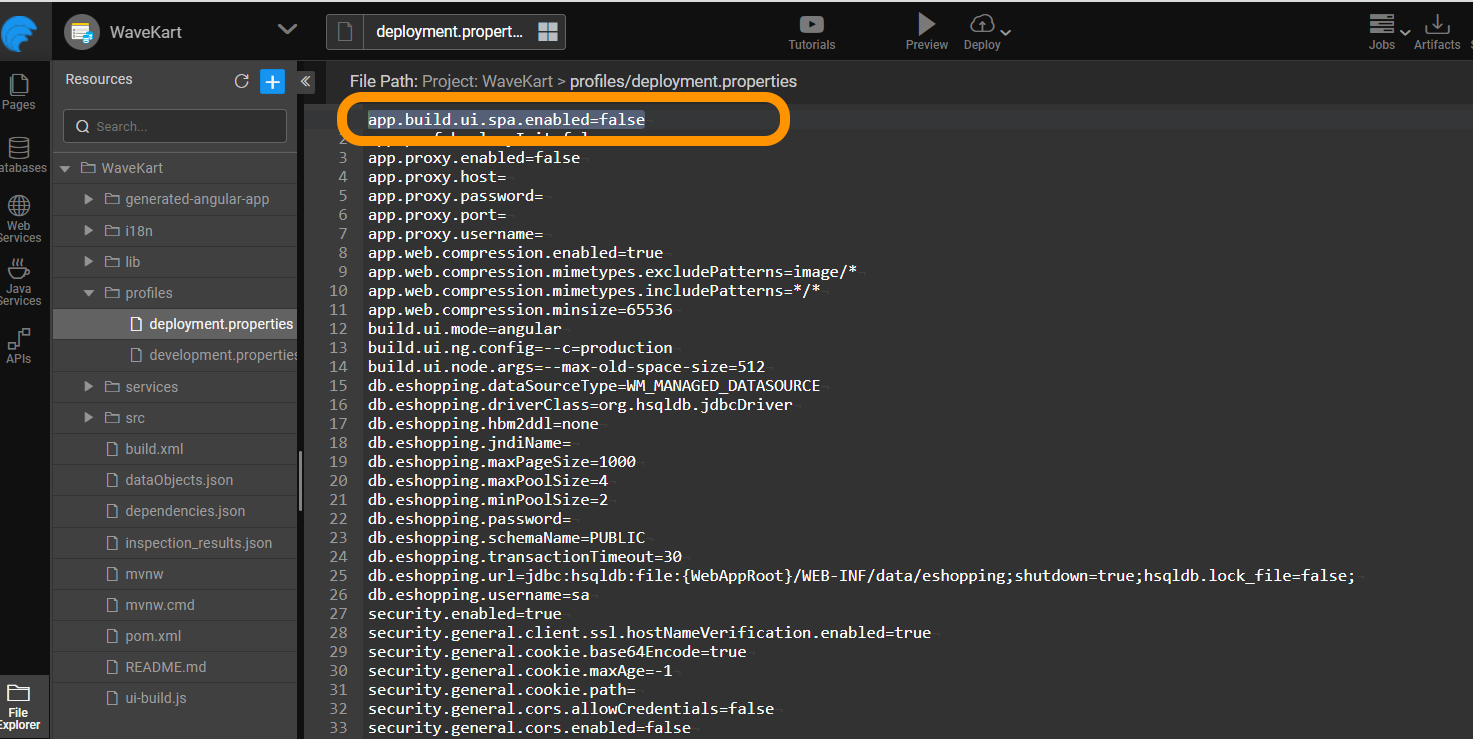 WaveKart
deployment.propert...
Tutorials
Preview
Deploy
Jobs
Artifacts
Pages
atabases
Web
Services
Java
Services
APIs
File
Explorer
Resources
Search...
WaveKart
generated-angular-app
i18n
lib
profiles
deployment.properties
development.properties
services
src
build.xml
dataObjects.json
dependencies.json
inspection_results.json
mvnw
mvnw.cmd
pom.xml
README.md
ui-build.js
File Path: Project: WaveKart > profiles/deployment.properties
app.build.ui.spa.enabled=false
2
3 app.proxy.enabled=false
4 app.proxy.host=
5 app.proxy.password=
6 app.proxy.port=
7 app.proxy.username=
8 app.web.compression.enabled=true
9 app.web.compression.mimetypes.excludePatterns=image/*
10 app.web.compression.mimetypes.includePatterns=*/*
11 app.web.compression.minsize=65536
12 build.ui.mode=angular
13 build.ui.ng.config=--c=production
14 build.ui.node.args=--max-old-space-size=512
15 db.eshopping.dataSourceType=WM_MANAGED_DATASOURCE
16 db.eshopping.driverClass=org.hsqldb.jdbcDriver
17 db.eshopping.hbm2ddl=none
18 db.eshopping.jndiName=
19 db.eshopping.maxPageSize=1000
20 db.eshopping.maxPoolSize=4
21 db.eshopping.minPoolSize=2
22 db.eshopping.password=
23 db.eshopping.schemaName=PUBLIC
24 db.eshopping.transactionTimeout=30
25 db.eshopping.url=jdbc:hsqldb:file:{WebAppRoot}/WEB-INF/data/eshopping;shutdown=true;hsqldb.lock_file=false;
26 db.eshopping.username=sa
27 security.enabled=true
28 security.general.client.ssl.hostNameVerification.enabled=true
29 security.general.cookie.base64Encode=true
30 security.general.cookie.maxAge=-1
31 security.general.cookie.path=
32 security.general.cors.allowCredentials=false
33 security.general.cors.enabled=false